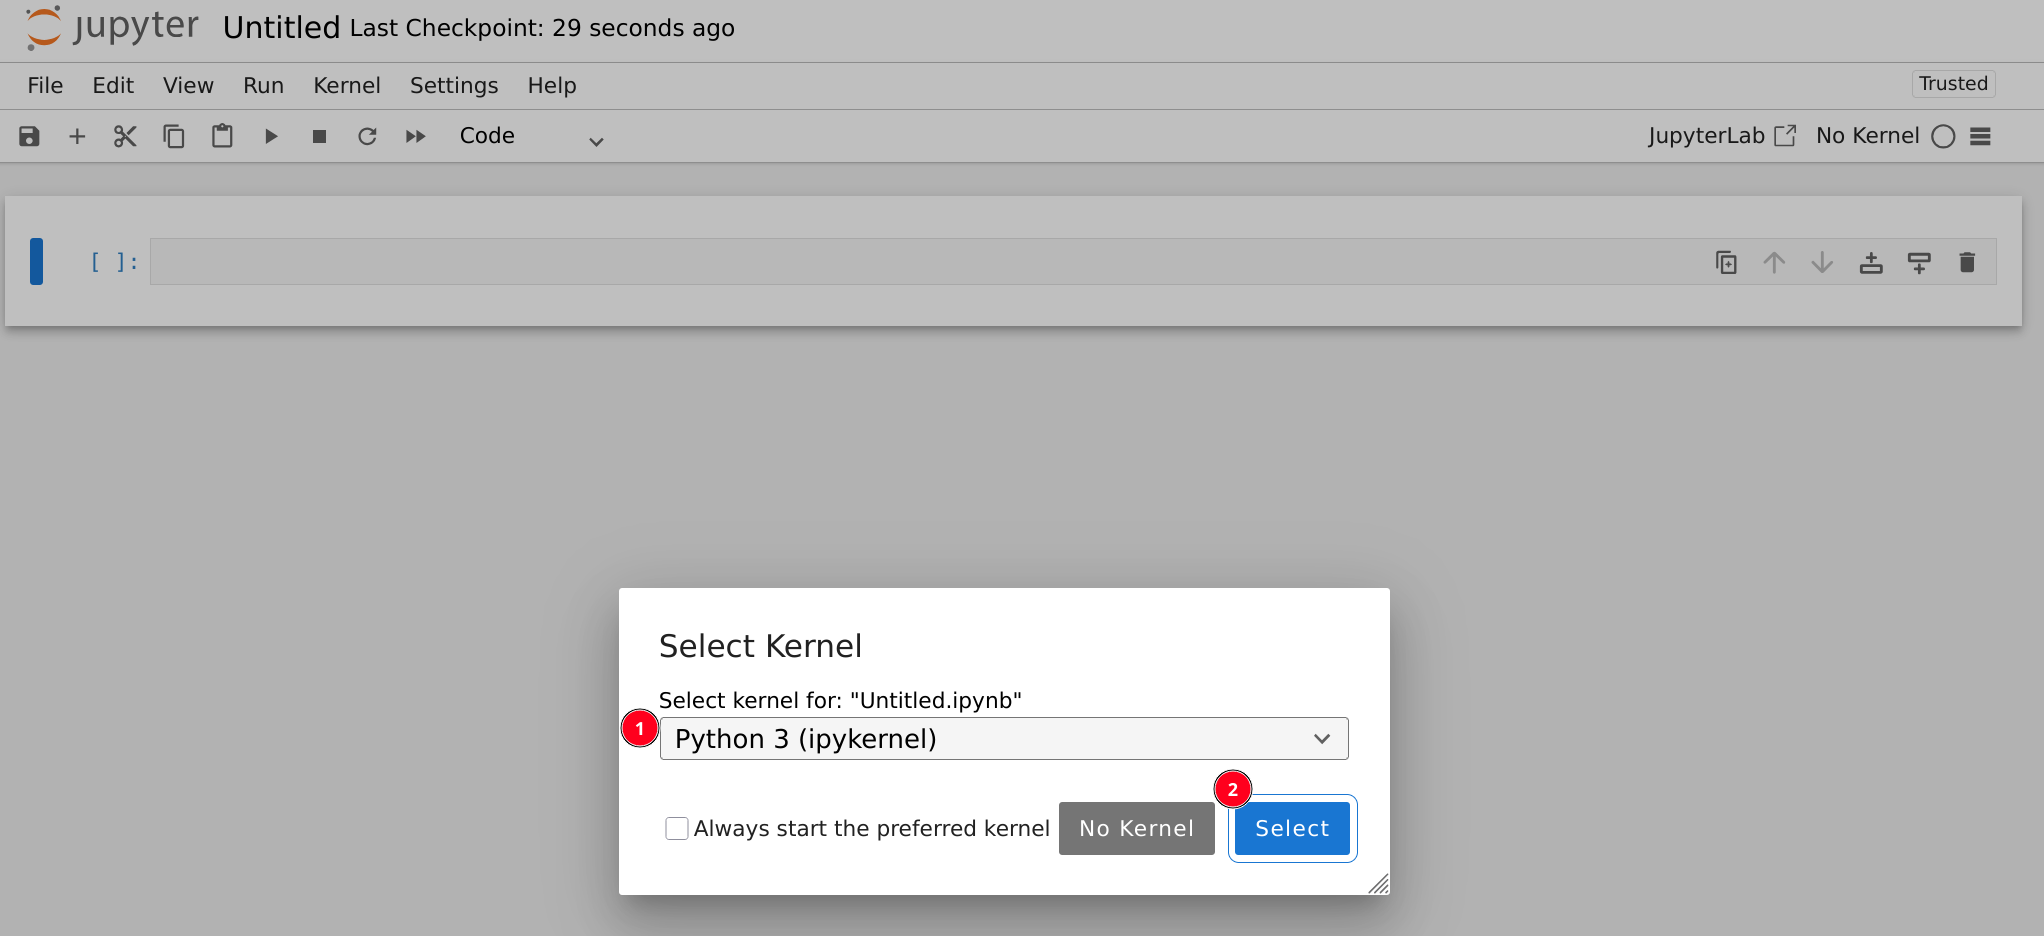 jupyter Untitled Last Checkpoint: 29 seconds ago
File Edit View Run Kernel Settings Help Trusted
Code JupyterLab No Kernel
[ ]:
Select Kernel
Select kernel for: "Untitled.ipynb"
1 Python 3 (ipykernel)
2
Always start the preferred kernel No Kernel Select